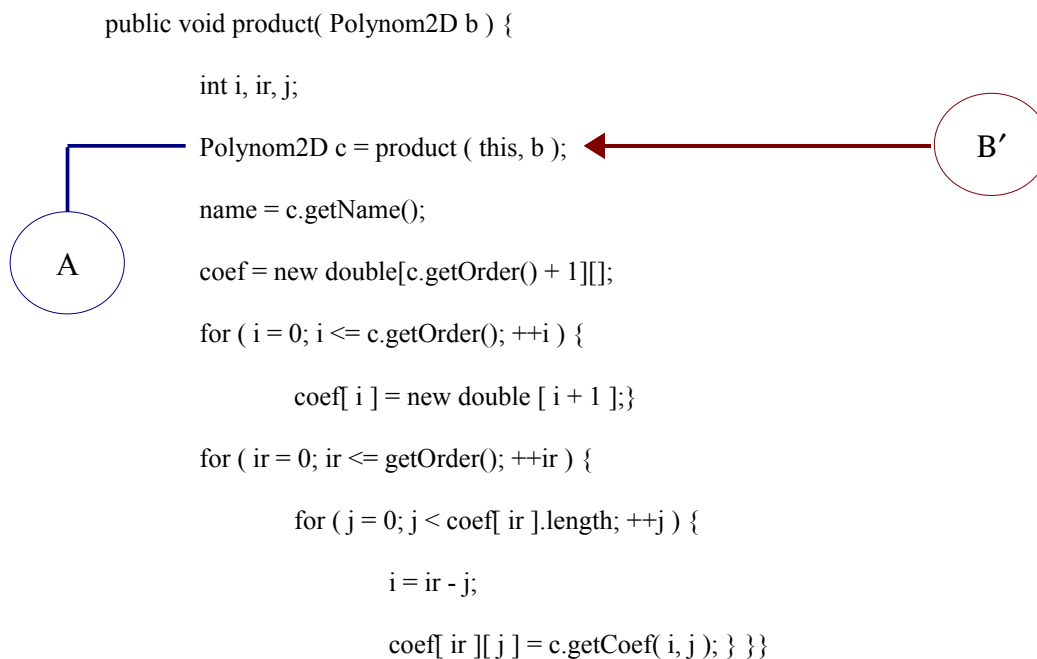 public void product( Polynom2D b ) {
int i, ir, j;
Polynom2D c = product ( this, b );
B′
name = c.getName();
A
coef = new double[c.getOrder() + 1][];
for ( i = 0; i <= c.getOrder(); ++i ) {
coef[ i ] = new double [ i + 1 ];}
for ( ir = 0; ir <= getOrder(); ++ir ) {
for ( j = 0; j < coef[ ir ].length; ++j ) {
i = ir - j;
coef[ ir ][ j ] = c.getCoef( i, j ); } }}